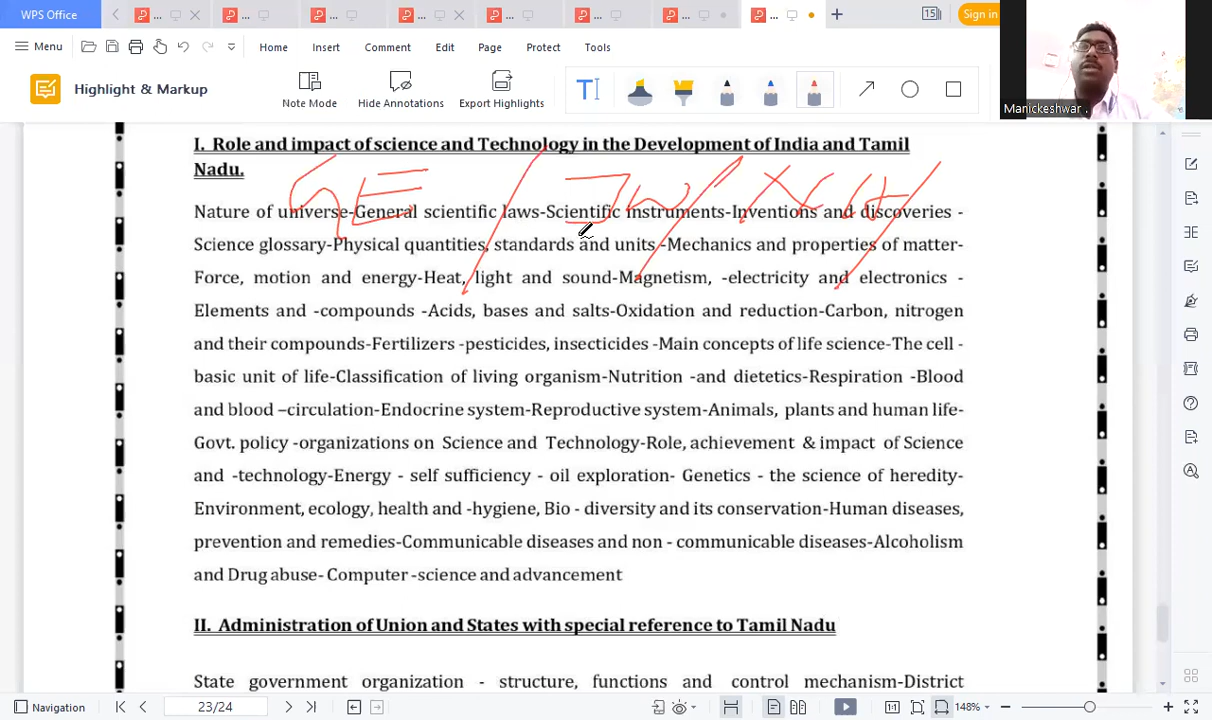 WPS Office
...
...
...
...
...
...
...
...
15
Sign in
Menu
Home
Insert
Comment
Edit
Page
Protect
Tools
Highlight & Markup
Note Mode
Hide Annotations
Export Highlights
Manickeshwar .
I. Role and impact of science and Technology in the Development of India and Tamil
Nadu.
Nature of universe-General scientific laws-Scientific instruments-Inventions and discoveries -
Science glossary-Physical quantities, standards and units -Mechanics and properties of matter-
Force, motion and energy-Heat, light and sound-Magnetism, -electricity and electronics -
Elements and -compounds -Acids, bases and salts-Oxidation and reduction-Carbon, nitrogen
and their compounds-Fertilizers -pesticides, insecticides -Main concepts of life science-The cell -
basic unit of life-Classification of living organism-Nutrition -and dietetics-Respiration -Blood
and blood –circulation-Endocrine system-Reproductive system-Animals, plants and human life-
Govt. policy -organizations on Science and Technology-Role, achievement & impact of Science
and -technology-Energy - self sufficiency - oil exploration- Genetics - the science of heredity-
Environment, ecology, health and -hygiene, Bio - diversity and its conservation-Human diseases,
prevention and remedies-Communicable diseases and non - communicable diseases-Alcoholism
and Drug abuse- Computer -science and advancement
II. Administration of Union and States with special reference to Tamil Nadu
State government organization - structure, functions and control mechanism-District
Navigation
23/24
148%